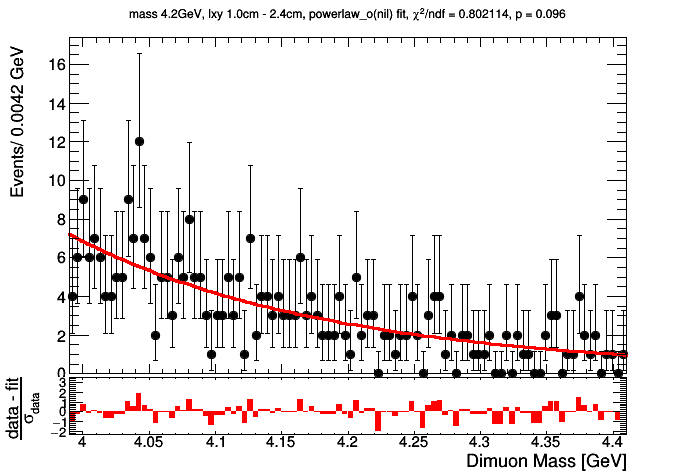 mass 4.2GeV, lxy 1.0cm - 2.4cm, powerlaw_o(nil) fit, χ²/ndf = 0.802114, p = 0.096
Events/ 0.0042 GeV
16
14
12
10
8
6
4
2
0
data - fit
σdata
3
2
1
0
−1
−2
4 4.05 4.1 4.15 4.2 4.25 4.3 4.35 4.4
Dimuon Mass [GeV]